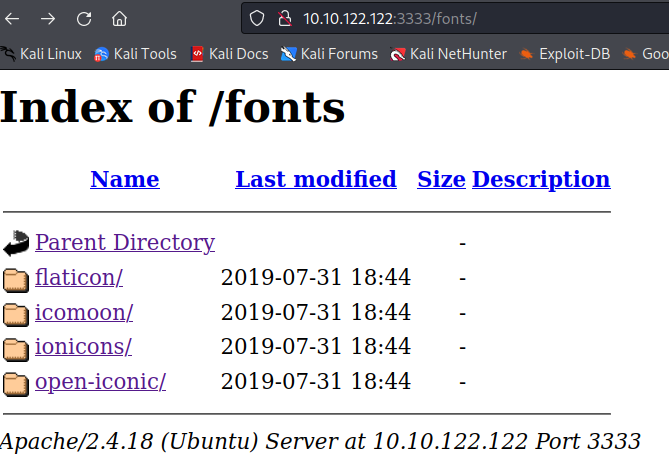 10.10.122.122:3333/fonts/
Kali Linux Kali Tools Kali Docs Kali Forums Kali NetHunter Exploit-DB Goo
Index of /fonts
Name Last modified Size Description
Parent Directory -
flaticon/ 2019-07-31 18:44 -
icomoon/ 2019-07-31 18:44 -
ionicons/ 2019-07-31 18:44 -
open-iconic/ 2019-07-31 18:44 -
Apache/2.4.18 (Ubuntu) Server at 10.10.122.122 Port 3333